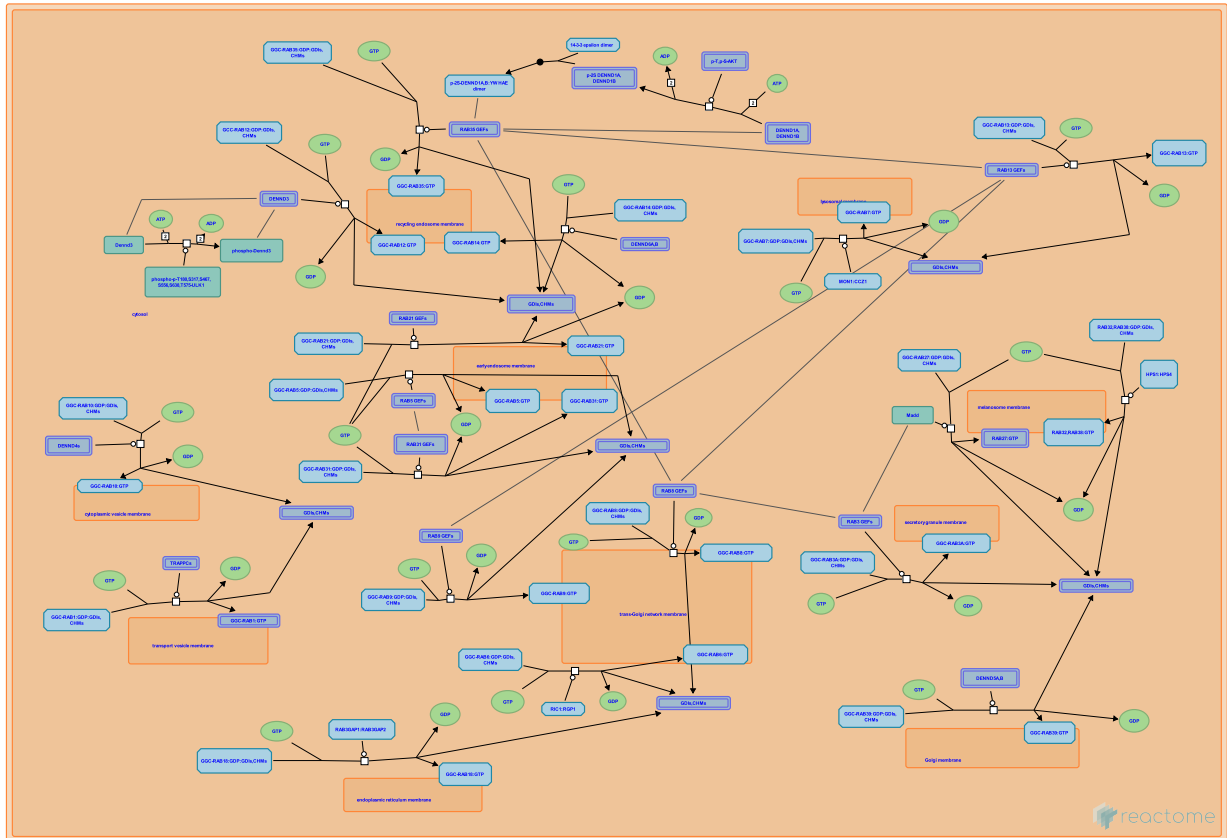 GGC-RAB35:GDP:GDIs,
CHMs
GTP
14-3-3 epsilon dimer
ADP
p-T,p-S-AKT
p-2S DENND1A,
DENND1B
p-2S-DENND1A,B:YWHAE
dimer
2
ATP
2
GGC-RAB13:GDP:GDIs,
CHMs
GTP
RAB35 GEFs
DENND1A,
DENND1B
GGC-RAB12:GDP:GDIs,
CHMs
GTP
GDP
GGC-RAB13:GTP
RAB13 GEFs
GGC-RAB35:GTP
GTP
GDP
DENND3
recycling endosome membrane
GGC-RAB14:GDP:GDIs,
CHMs
GGC-RAB7:GTP
GDP
ATP
ADP
2
2
Dennd3
phospho-Dennd3
GGC-RAB12:GTP
GGC-RAB14:GTP
DENND6A,B
GGC-RAB7:GDP:GDIs,CHMs
GDIs,CHMs
GDP
phospho-p-T180,S317,S467,
S556,S638,T575-ULK1
MON1:CCZ1
GTP
GDIs,CHMs
GDP
cytosol
RAB21 GEFs
RAB32,RAB38:GDP:GDIs,
CHMs
GGC-RAB21:GDP:GDIs,
CHMs
GGC-RAB21:GTP
GGC-RAB27:GDP:GDIs,
CHMs
GTP
early endosome membrane
HPS1:HPS4
GGC-RAB5:GDP:GDIs,CHMs
RAB5 GEFs
GGC-RAB5:GTP
GGC-RAB31:GTP
melanosome membrane
GGC-RAB10:GDP:GDIs,
CHMs
GTP
Madd
GTP
GDP
RAB31 GEFs
RAB27:GTP
RAB32,RAB38:GTP
DENND4s
GDP
GDIs,CHMs
GGC-RAB31:GDP:GDIs,
CHMs
GGC-RAB10:GTP
cytoplasmic vesicle membrane
GDIs,CHMs
RAB8 GEFs
GGC-RAB8:GDP:GDIs,
CHMs
GDP
RAB3 GEFs
secretory granule membrane
GDP
RAB9 GEFs
GTP
GGC-RAB8:GTP
GGC-RAB3A:GTP
TRAPPCs
GTP
GDP
GGC-RAB3A:GDP:GDIs,
CHMs
GTP
GDP
GDIs,CHMs
GGC-RAB9:GDP:GDIs,
CHMs
GGC-RAB9:GTP
GTP
GDP
GGC-RAB1:GDP:GDIs,
CHMs
GGC-RAB1:GTP
trans-Golgi network membrane
transport vesicle membrane
GGC-RAB6:GDP:GDIs,
CHMs
GGC-RAB6:GTP
DENND5A,B
GTP
RIC1:RGP1
GDP
GDIs,CHMs
GTP
GGC-RAB39:GDP:GDIs,
CHMs
GDP
GDP
GTP
RAB3GAP1:RAB3GAP2
GGC-RAB39:GTP
GGC-RAB18:GDP:GDIs,CHMs
GGC-RAB18:GTP
Golgi membrane
endoplasmic reticulum membrane
reactome